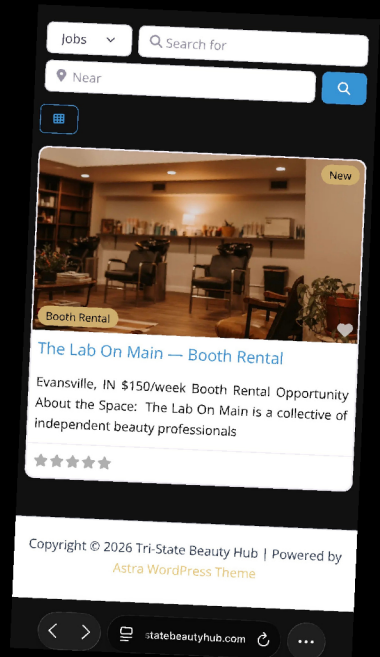 Jobs
Search for
Near
New
Booth Rental
The Lab On Main — Booth Rental
Evansville, IN $150/week Booth Rental Opportunity
About the Space: The Lab On Main is a collective of
independent beauty professionals
Copyright © 2026 Tri-State Beauty Hub | Powered by
Astra WordPress Theme
statebeautyhub.com